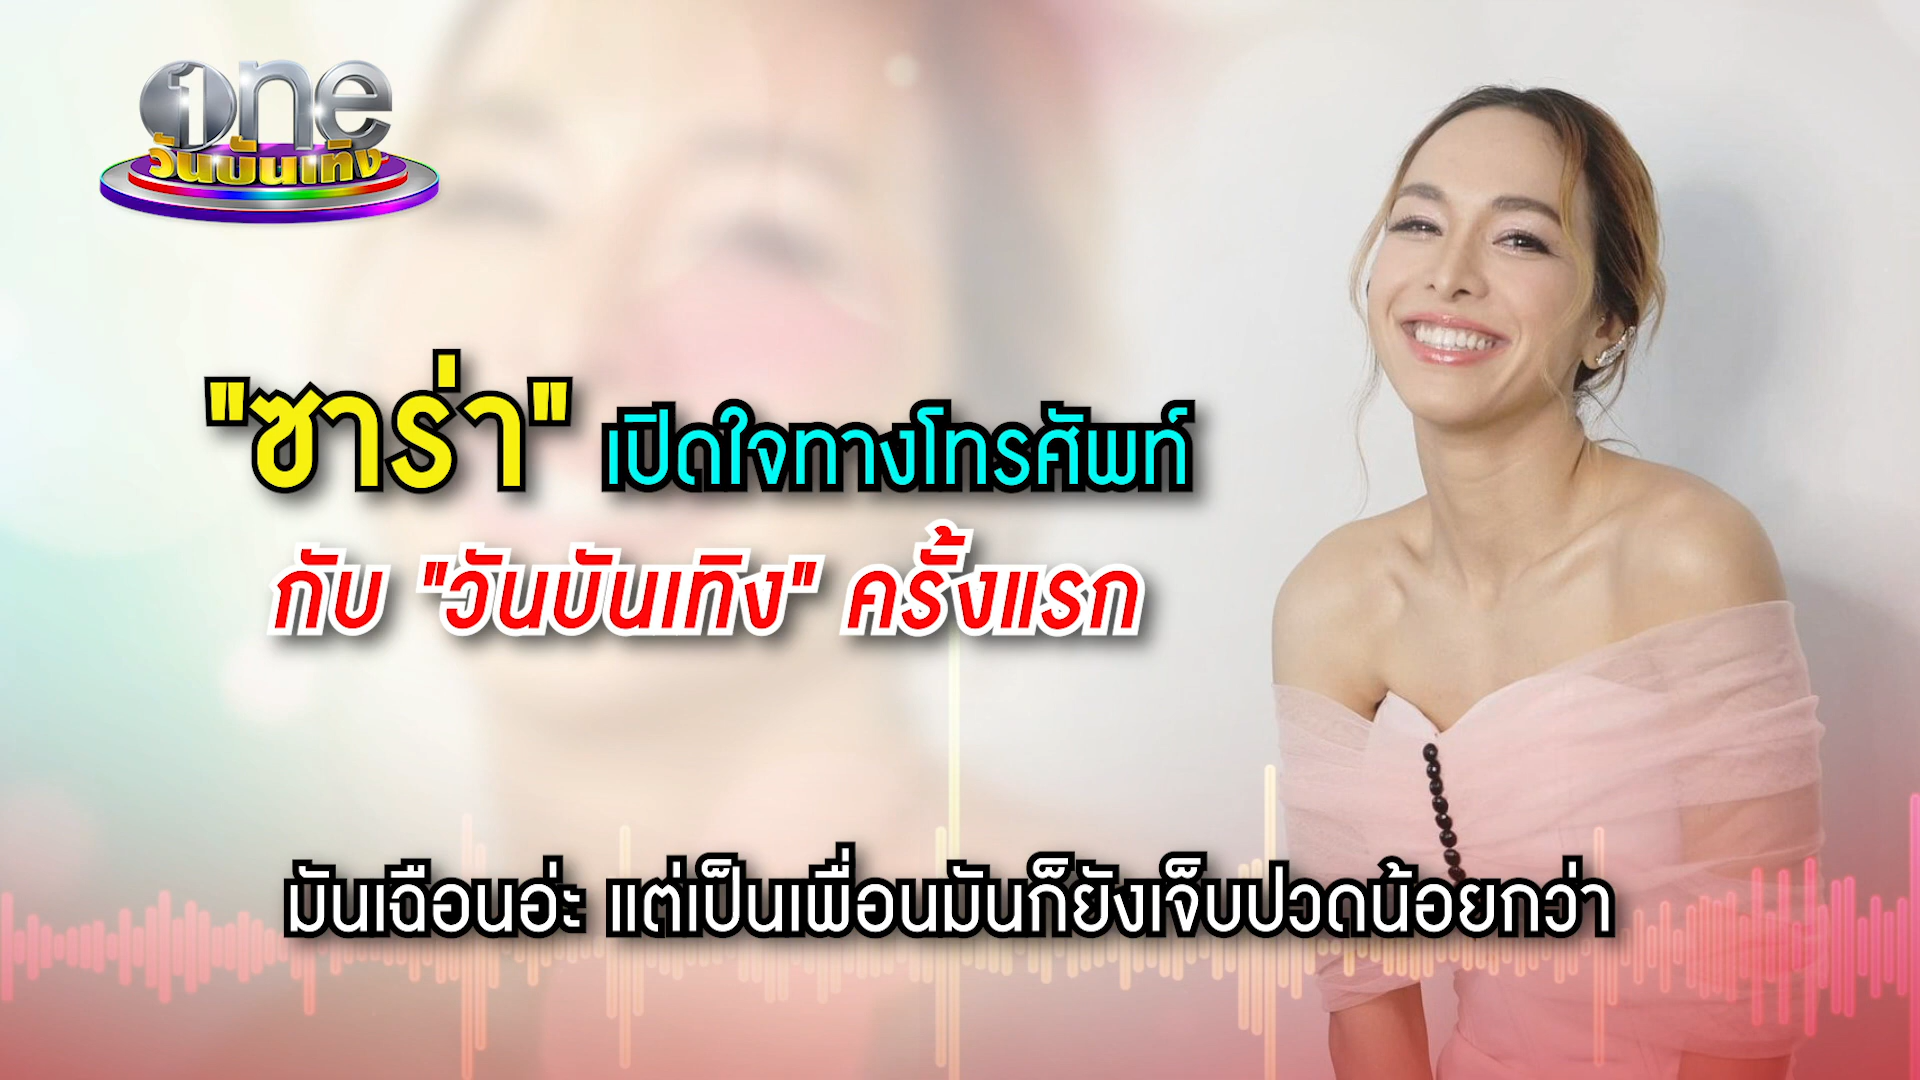 one
วันบันเทิง
"ซาร่า" เปิดใจทางโทรศัพท์
กับ "วันบันเทิง" ครั้งแรก
มันเฉือนอ่ะ แต่เป็นเพื่อนมันก็ยังเจ็บปวดน้อยกว่า